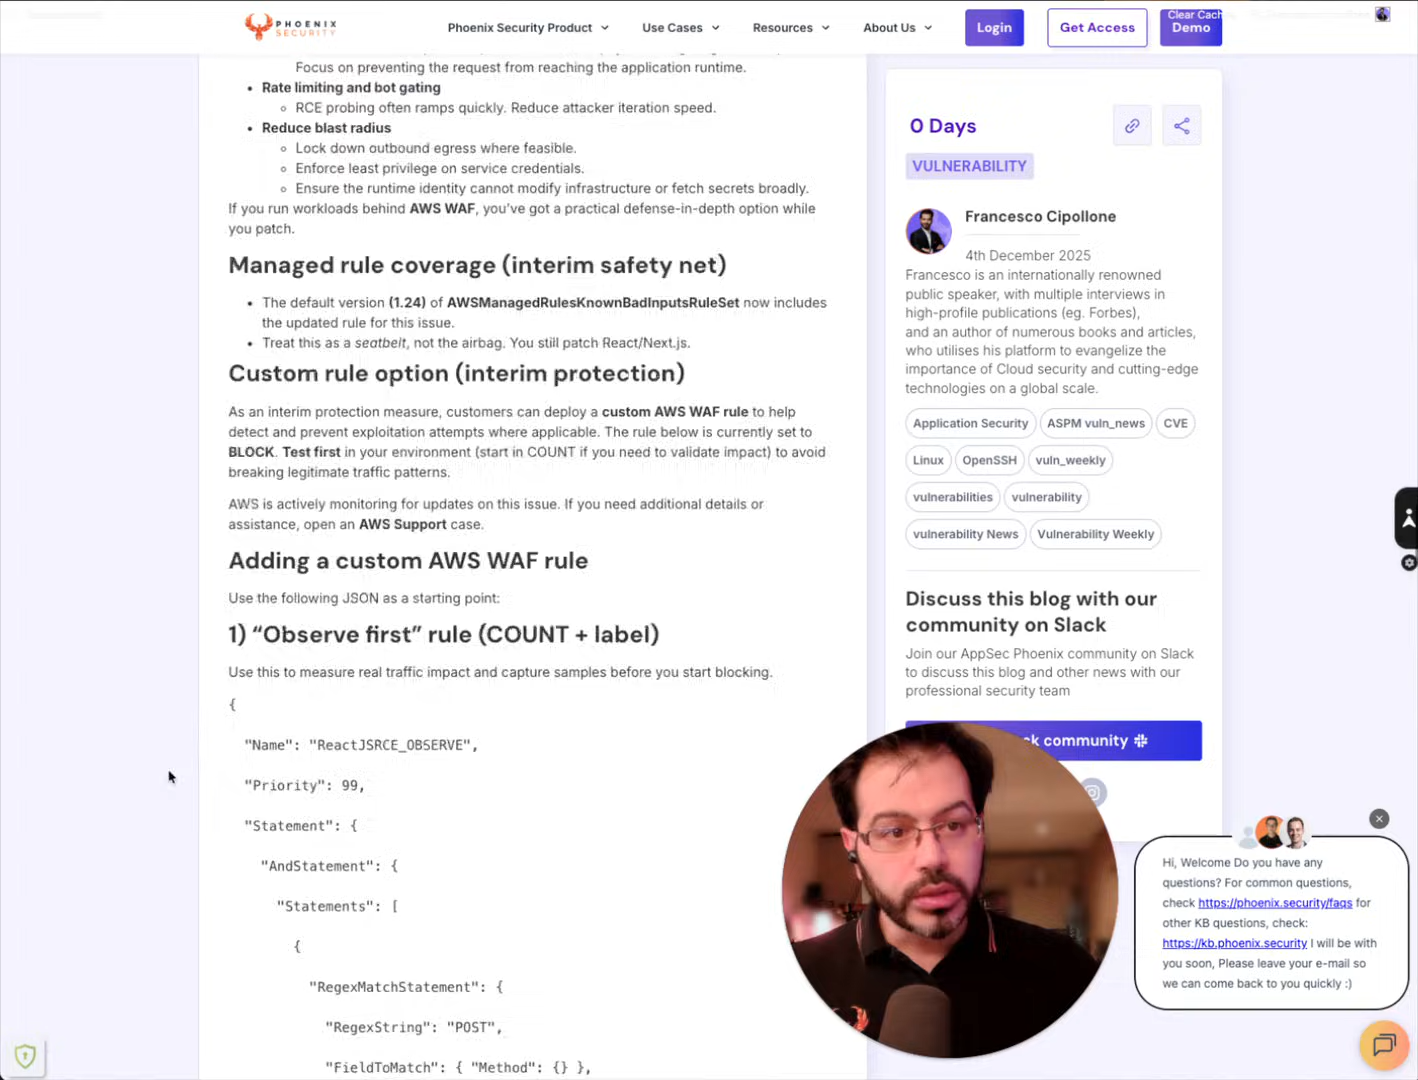 PHOENIX
SECURITY
Phoenix Security Product
Use Cases
Resources
About Us
Login
Get Access
Clear Cach
Demo
Focus on preventing the request from reaching the application runtime.
• Rate limiting and bot gating
◦ RCE probing often ramps quickly. Reduce attacker iteration speed.
• Reduce blast radius
◦ Lock down outbound egress where feasible.
◦ Enforce least privilege on service credentials.
◦ Ensure the runtime identity cannot modify infrastructure or fetch secrets broadly.
If you run workloads behind AWS WAF, you’ve got a practical defense-in-depth option while
you patch.
Managed rule coverage (interim safety net)
• The default version (1.24) of AWSManagedRulesKnownBadInputsRuleSet now includes
the updated rule for this issue.
• Treat this as a seatbelt, not the airbag. You still patch React/Next.js.
Custom rule option (interim protection)
As an interim protection measure, customers can deploy a custom AWS WAF rule to help
detect and prevent exploitation attempts where applicable. The rule below is currently set to
BLOCK. Test first in your environment (start in COUNT if you need to validate impact) to avoid
breaking legitimate traffic patterns.
AWS is actively monitoring for updates on this issue. If you need additional details or
assistance, open an AWS Support case.
Adding a custom AWS WAF rule
Use the following JSON as a starting point:
1) “Observe first” rule (COUNT + label)
Use this to measure real traffic impact and capture samples before you start blocking.
{
"Name": "ReactJSRCE_OBSERVE",
"Priority": 99,
"Statement": {
"AndStatement": {
"Statements": [
{
"RegexMatchStatement": {
"RegexString": "POST",
"FieldToMatch": { "Method": {} },
0 Days
VULNERABILITY
Francesco Cipollone
4th December 2025
Francesco is an internationally renowned
public speaker, with multiple interviews in
high-profile publications (eg. Forbes),
and an author of numerous books and articles,
who utilises his platform to evangelize the
importance of Cloud security and cutting-edge
technologies on a global scale.
Application Security
ASPM vuln_news
CVE
Linux
OpenSSH
vuln_weekly
vulnerabilities
vulnerability
vulnerability News
Vulnerability Weekly
Discuss this blog with our
community on Slack
Join our AppSec Phoenix community on Slack
to discuss this blog and other news with our
professional security team
community
Hi, Welcome Do you have any
questions? For common questions,
check https://phoenix.security/faqs for
other KB questions, check:
https://kb.phoenix.security I will be with
you soon, Please leave your e-mail so
we can come back to you quickly :)